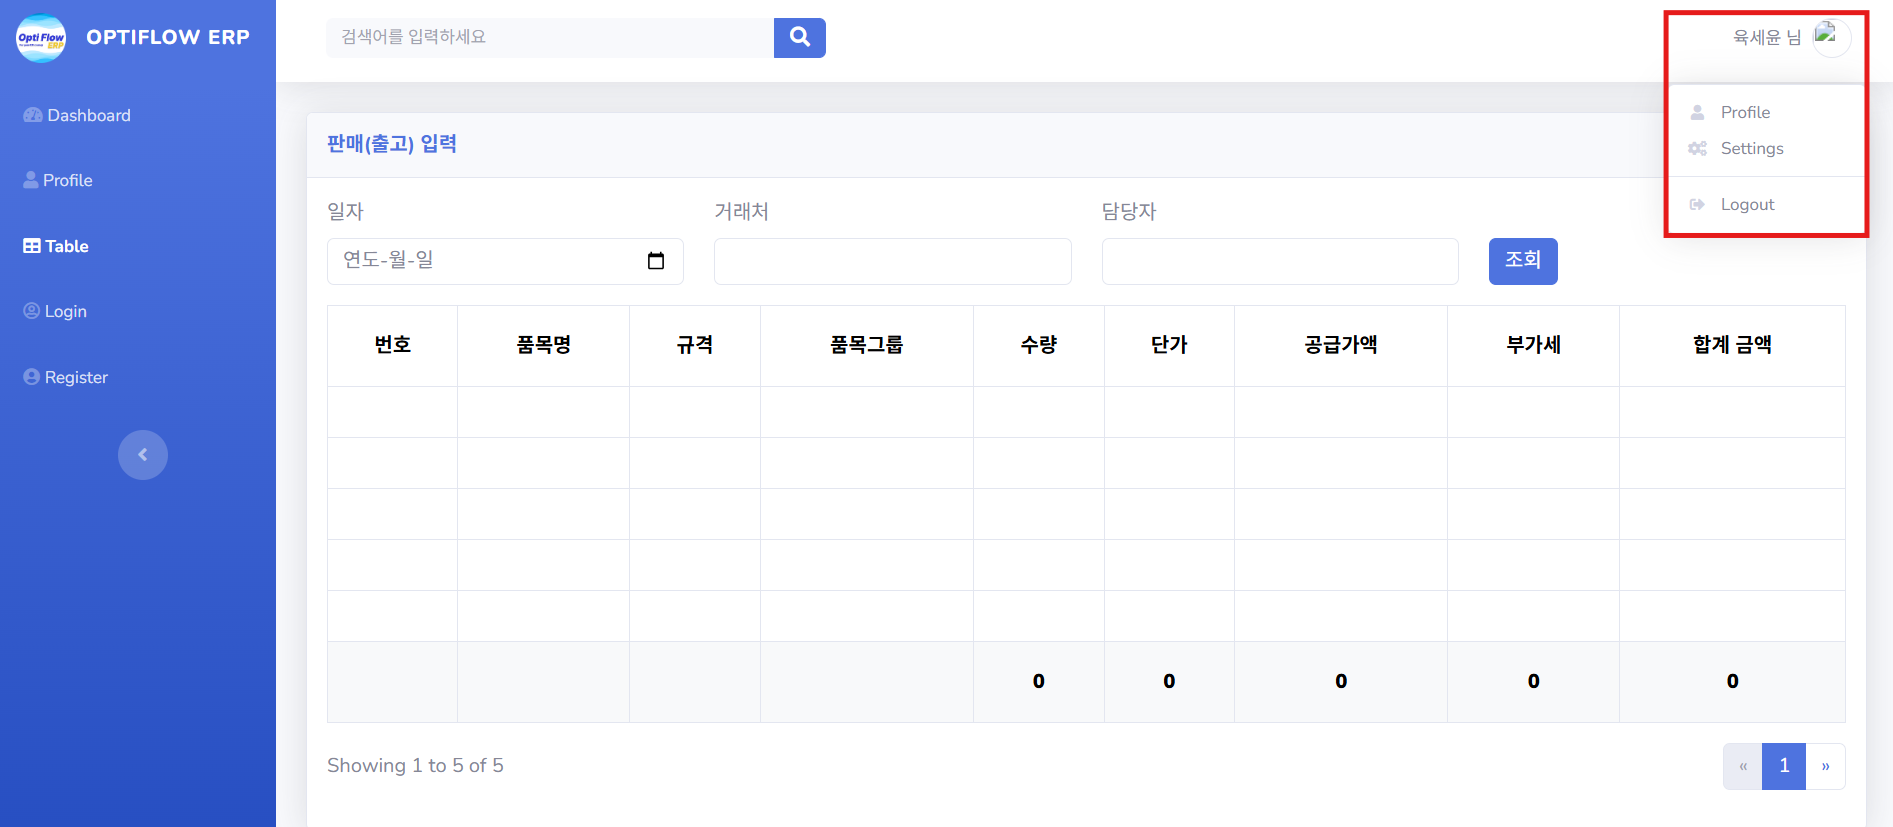 Opti Flow
ERP
OPTIFLOW ERP
검색어를 입력하세요
육세윤 님
Dashboard
Profile
Table
Login
Register
Profile
Settings
Logout
판매(출고) 입력
일자 거래처 담당자
연도-월-일 조회
번호 품목명 규격 품목그룹 수량 단가 공급가액 부가세 합계 금액
0 0 0 0 0
Showing 1 to 5 of 5
« 1 »